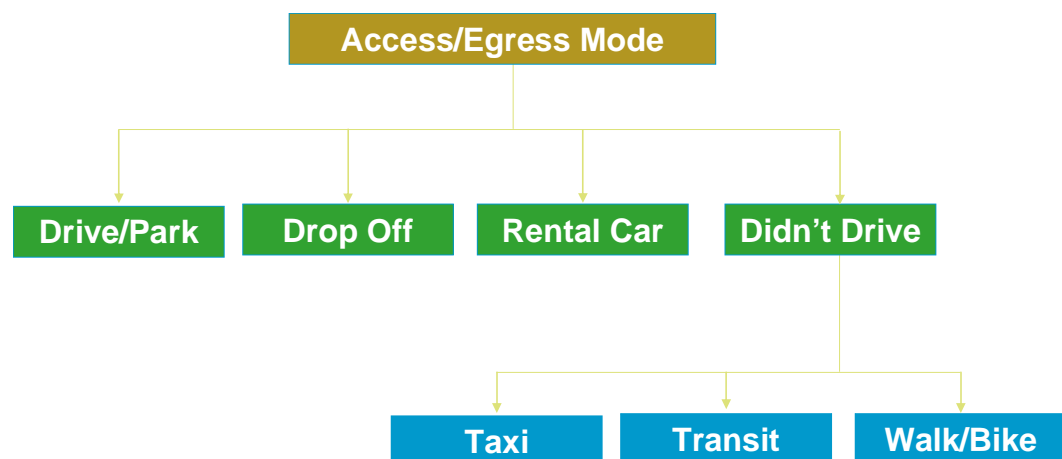 Access/Egress Mode
Drive/Park
Drop Off
Rental Car
Didn’t Drive
Taxi
Transit
Walk/Bike